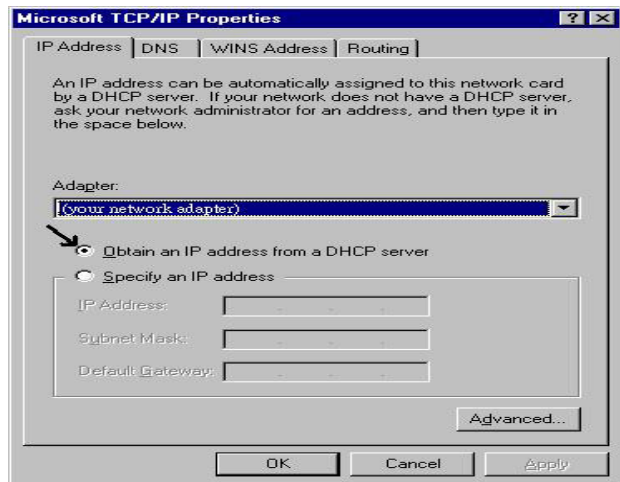 Microsoft TCP/IP Properties
IP Address DNS WINS Address Routing
An IP address can be automatically assigned to this network card
by a DHCP server. If your network does not have a DHCP server,
ask your network administrator for an address, and then type it in
the space below.
Adapter:
(your network adapter)
Obtain an IP address from a DHCP server
Specify an IP address
IP Address:
Subnet Mask:
Default Gateway:
Advanced...
OK Cancel Apply